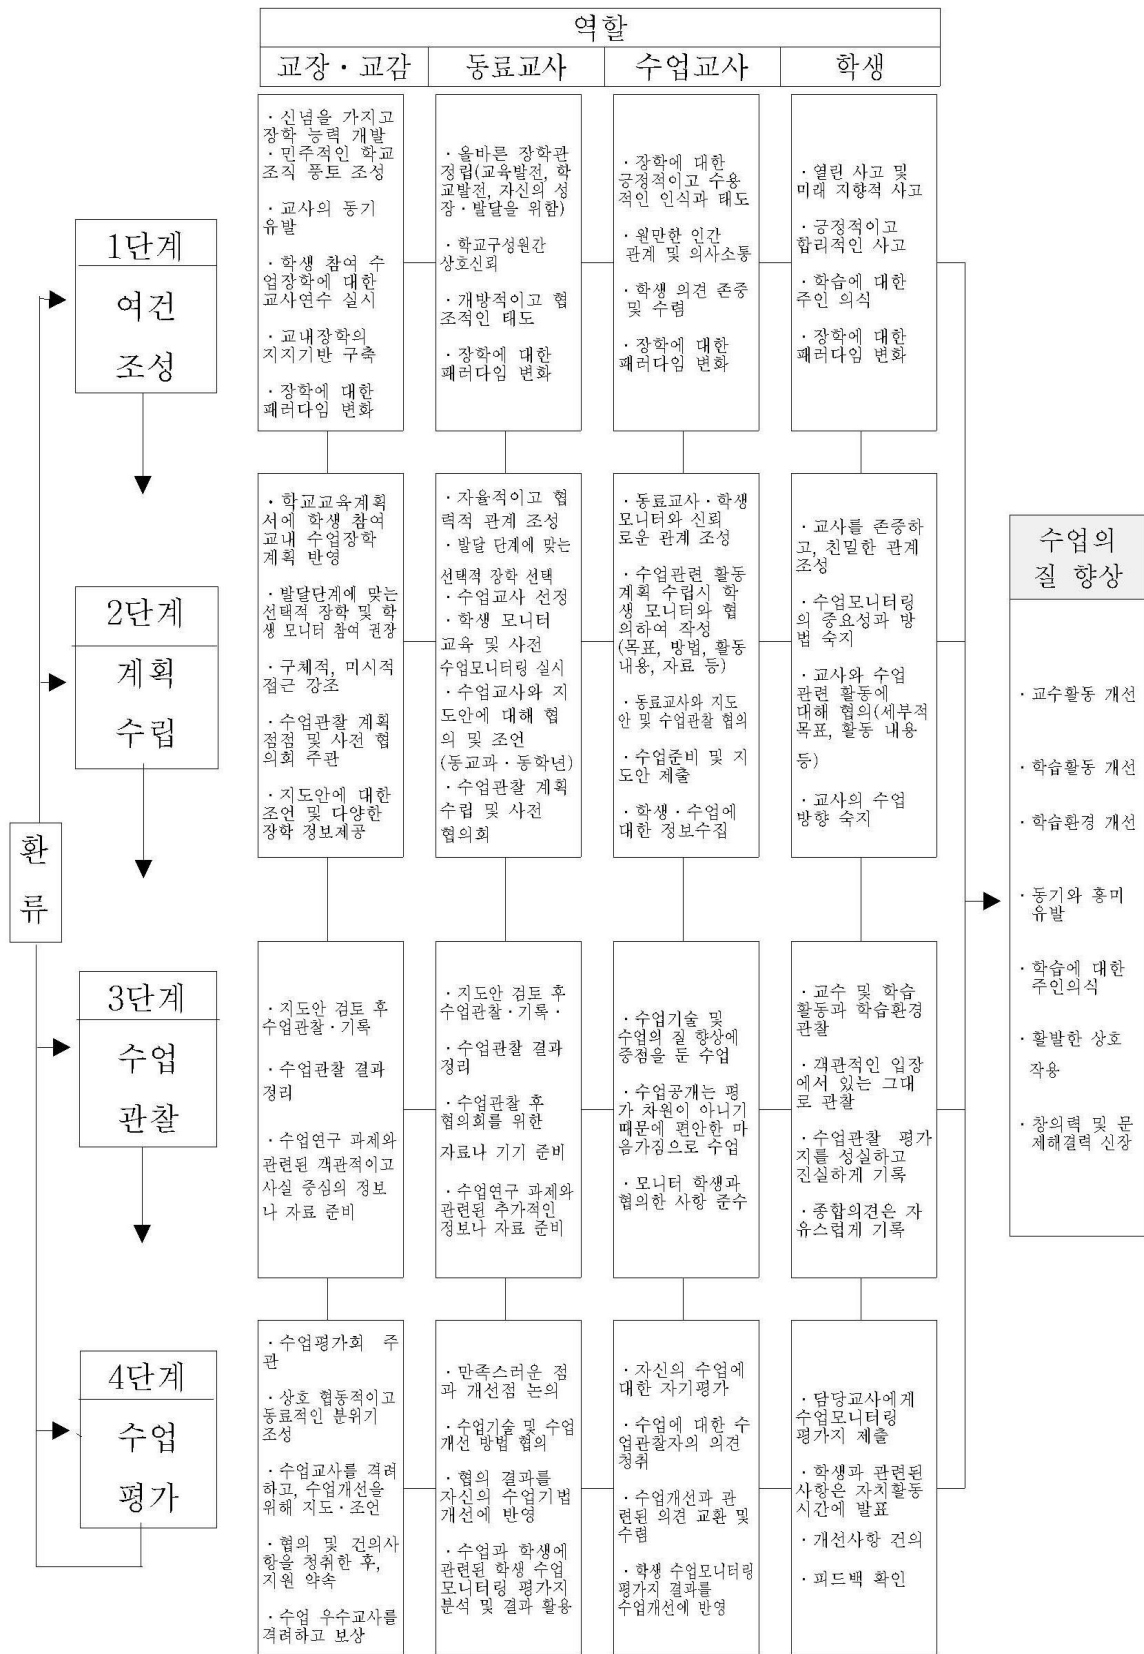 역할
교장 · 교감
동료교사
수업교사
학생
1단계
여건
조성
· 신념을 가지고
장학 능력 개발
· 민주적인 학교
조직 풍토 조성
· 교사의 동기
유발
· 학생 참여 수
업장학에 대한
교사연수 실시
· 교내장학의
지지기반 구축
· 장학에 대한
패러다임 변화
· 올바른 장학관
정립(교육발전, 학
교발전, 자신의 성
장 · 발달을 위함)
· 학교구성원간
상호신뢰
· 개방적이고 협
조적인 태도
· 장학에 대한
패러다임 변화
· 장학에 대한
긍정적이고 수용
적인 인식과 태도
· 원만한 인간
관계 및 의사소통
· 학생 의견 존중
및 수렴
· 장학에 대한
패러다임 변화
· 열린 사고 및
미래 지향적 사고
· 긍정적이고
합리적인 사고
· 학습에 대한
주인 의식
· 장학에 대한
패러다임 변화
2단계
계획
수립
· 학교교육계획
서에 학생 참여
교내 수업장학
계획 반영
· 발달단계에 맞는
선택적 장학 및 학
생 모니터 참여 권장
· 구체적, 미시적
접근 강조
· 수업관찰 계획
점점 및 사전 협
의회 주관
· 지도안에 대한
조언 및 다양한
장학 정보제공
· 자율적이고 협
력적 관계 조성
· 발달 단계에 맞는
선택적 장학 선택
· 수업교사 선정
· 학생 모니터
교육 및 사전
수업모니터링 실시
· 수업교사와 지
도안에 대해 협
의 및 조언
(동교과 · 동학년)
· 수업관찰 계획
수립 및 사전
협의회
· 동료교사 · 학생
모니터와 신뢰
로운 관계 조성
· 수업관련 활동
계획 수립시 학
생 모니터와 협
의하여 작성
(목표, 방법, 활동
내용, 자료 등)
· 동료교사와 지도
안 및 수업관찰 협의
· 수업준비 및 지
도안 제출
· 학생 · 수업에
대한 정보수집
· 교사를 존중하
고, 친밀한 관계
조성
· 수업모니터링
의 중요성과 방
법 숙지
· 교사와 수업
관련 활동에
대해 협의(세부적
목표, 활동 내용
등)
· 교사의 수업
방향 숙지
환
류
3단계
수업
관찰
· 지도안 검토 후
수업관찰 · 기록
· 수업관찰 결과
정리
· 수업연구 과제와
관련된 객관적이고
사실 중심의 정보
나 자료 준비
· 지도안 검토 후
수업관찰 · 기록 ·
· 수업관찰 결과
정리
· 수업관찰 후
협의회를 위한
자료나 기기 준비
· 수업연구 과제와
관련된 추가적인
정보나 자료 준비
· 수업기술 및
수업의 질 향상에
중점을 둔 수업
· 수업공개는 평
가 차원이 아니기
때문에 편안한 마
음가짐으로 수업
· 모니터 학생과
협의한 사항 준수
· 교수 및 학습
활동과 학습환경
관찰
· 객관적인 입장
에서 있는 그대
로 관찰
· 수업관찰 평가
지를 성실하고
진실하게 기록
· 종합의견은 자
유스럽게 기록
4단계
수업
평가
· 수업평가회 주
관
· 상호 협동적이고
동료적인 분위기
조성
· 수업교사를 격려
하고, 수업개선을
위해 지도 · 조언
· 협의 및 건의사
항을 청취한 후,
지원 약속
· 수업 우수교사를
격려하고 보상
· 만족스러운 점
과 개선점 논의
· 수업기술 및 수업
개선 방법 협의
· 협의 결과를
자신의 수업기법
개선에 반영
· 수업과 학생에
관련된 학생 수업
모니터링 평가지
분석 및 결과 활용
· 자신의 수업에
대한 자기평가
· 수업에 대한 수
업관찰자의 의견
청취
· 수업개선과 관
련된 의견 교환 및
수렴
· 학생 수업모니터링
평가지 결과를
수업개선에 반영
· 담당교사에게
수업모니터링
평가지 제출
· 학생과 관련된
사항은 자치활동
시간에 발표
· 개선사항 건의
· 피드백 확인
수업의
질 향상
· 교수활동 개선
· 학습활동 개선
· 학습환경 개선
· 동기와 흥미
유발
· 학습에 대한
주인의식
· 활발한 상호
작용
· 창의력 및 문
제해결력 신장